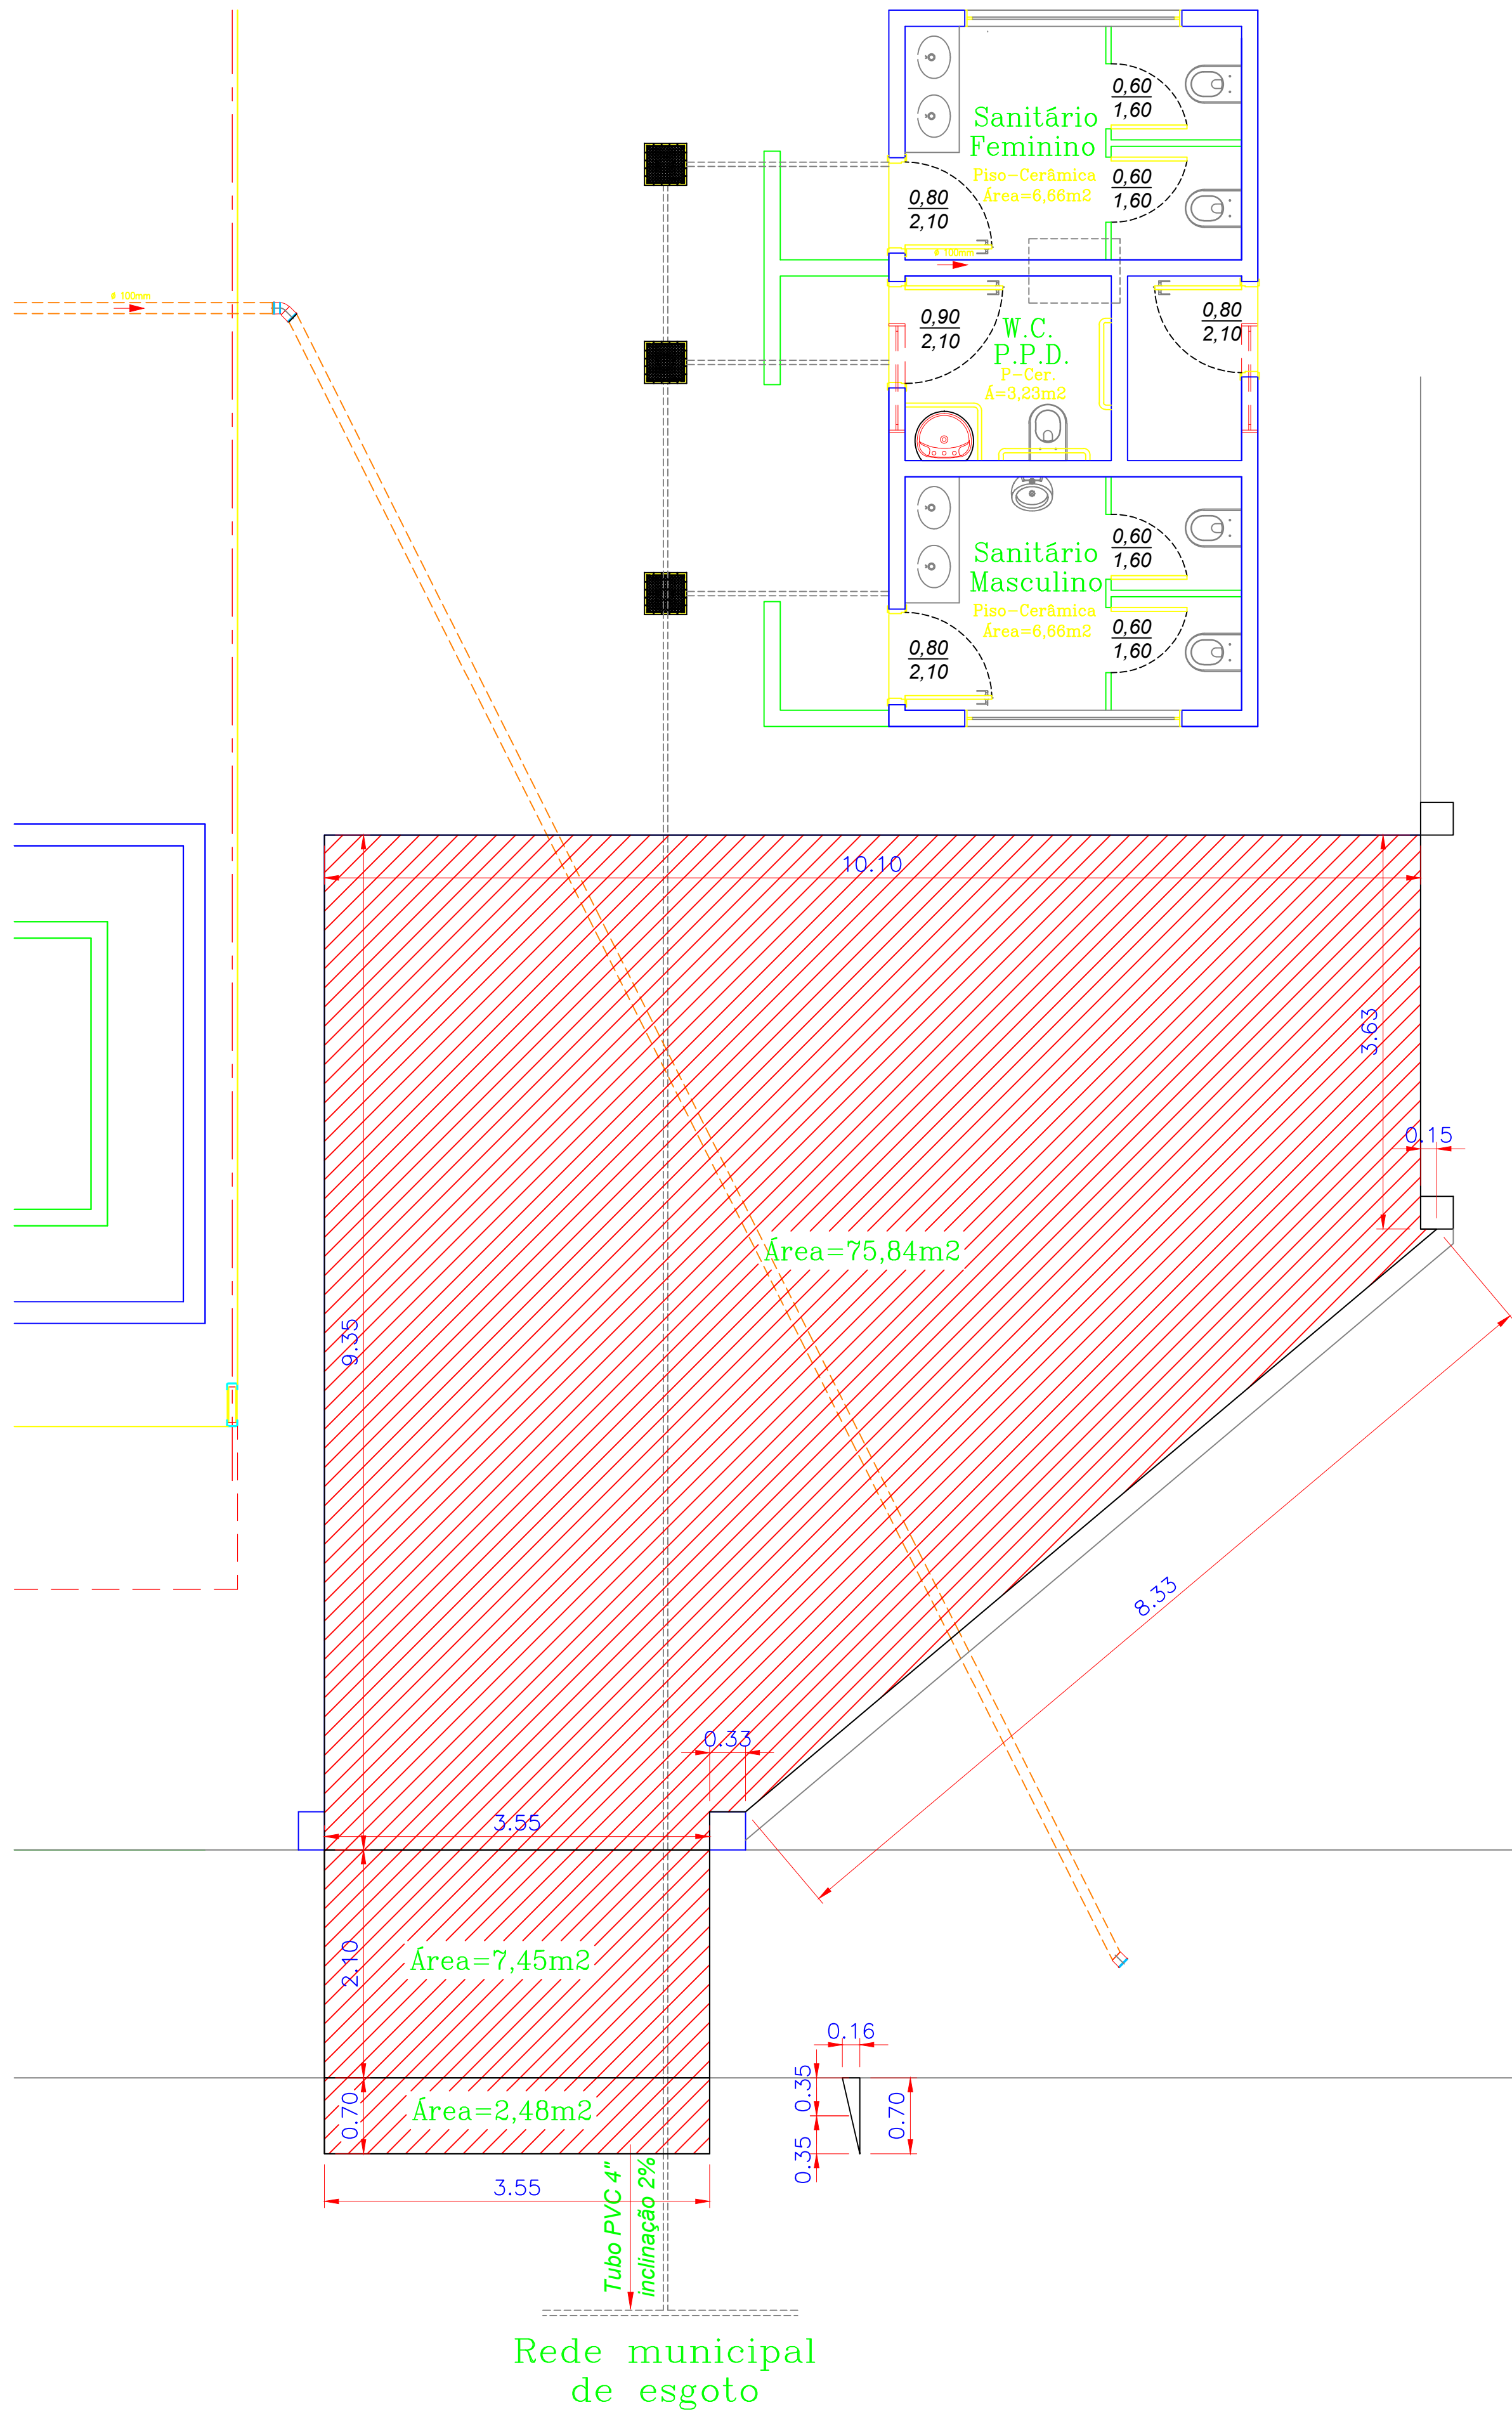 0,60
1,60
Sanitário
Feminino
Piso-Cerâmica
Área=6,66m2
0,60
1,60
0,80
2,10
ø 100mm
ø 100mm
0,90
2,10
W.C.
P.P.D.
P-Cer.
Á=3,23m2
0,80
2,10
0,60
1,60
Sanitário
Masculino
Piso-Cerâmica
Área=6,66m2
0,60
1,60
0,80
2,10
10.10
3.63
0.15
Área=75,84m2
9.35
8.33
0.33
3.55
2.10
Área=7,45m2
0.16
0.35
0.70
0.35
0.70
Área=2,48m2
3.55
Tubo PVC 4"
inclinação 2%
Rede municipal
de esgoto